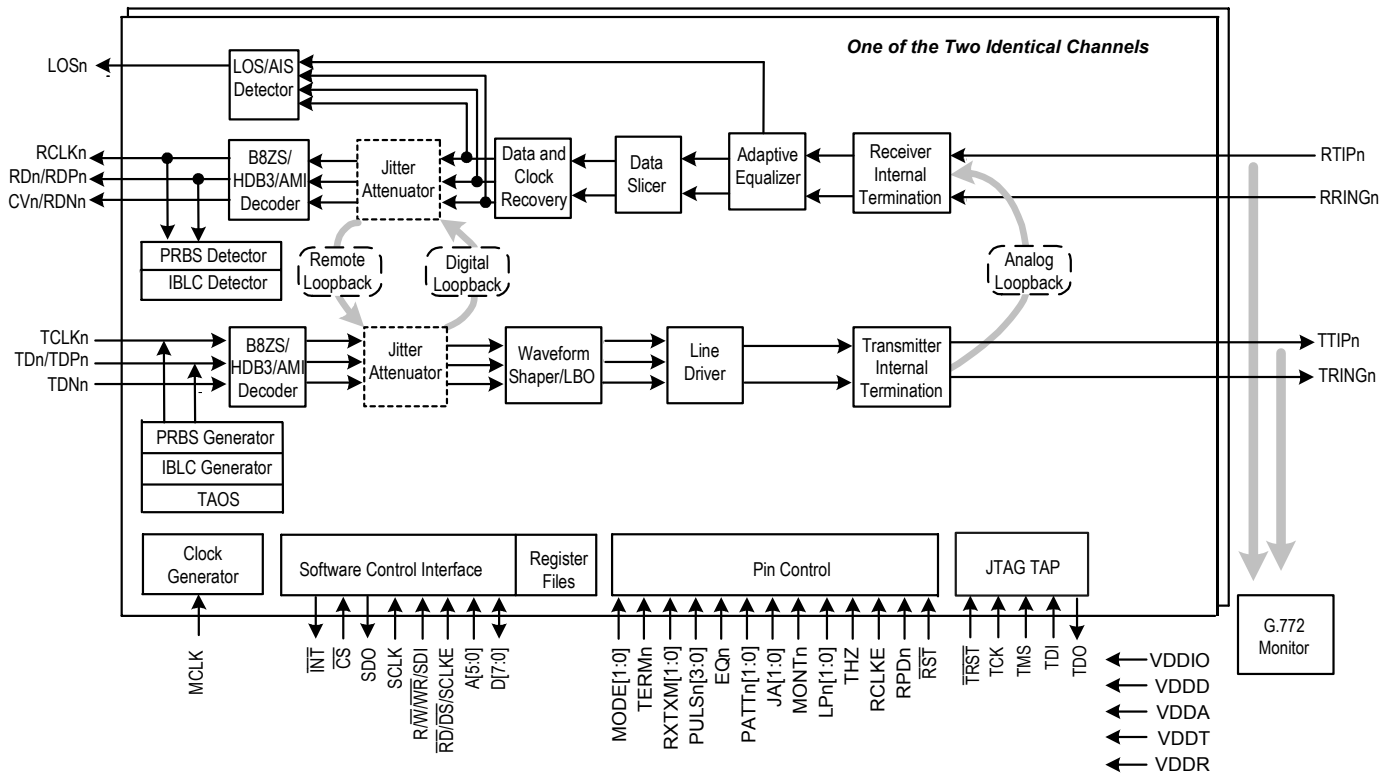 One of the Two Identical Channels
LOSn
LOS/AIS
Detector
RCLKn
RDn/RDPn
CVn/RDNn
B8ZS/
HDB3/AMI
Decoder
Jitter
Attenuator
Data and
Clock
Recovery
Data
Slicer
Adaptive
Equalizer
Receiver
Internal
Termination
RTIPn
RRINGn
PRBS Detector
IBLC Detector
Remote
Loopback
Digital
Loopback
Analog
Loopback
TCLKn
TDn/TDPn
TDNn
B8ZS/
HDB3/AMI
Decoder
Jitter
Attenuator
Waveform
Shaper/LBO
Line
Driver
Transmitter
Internal
Termination
TTIPn
TRINGn
PRBS Generator
IBLC Generator
TAOS
Clock
Generator
Software Control Interface
Register
Files
Pin Control
JTAG TAP
G.772
Monitor
MCLK
INT
CS
SDO
SCLK
R/W/WR/SDI
RD/DS/SCLKE
A[5:0]
D[7:0]
MODE[1:0]
TERMn
RXTXM[1:0]
PULSn[3:0]
EQn
PATTn[1:0]
JA[1:0]
MONTn
LPn[1:0]
THZ
RCLKE
RPDn
RST
TRST
TCK
TMS
TDI
TDO
VDDIO
VDDD
VDDA
VDDT
VDDR